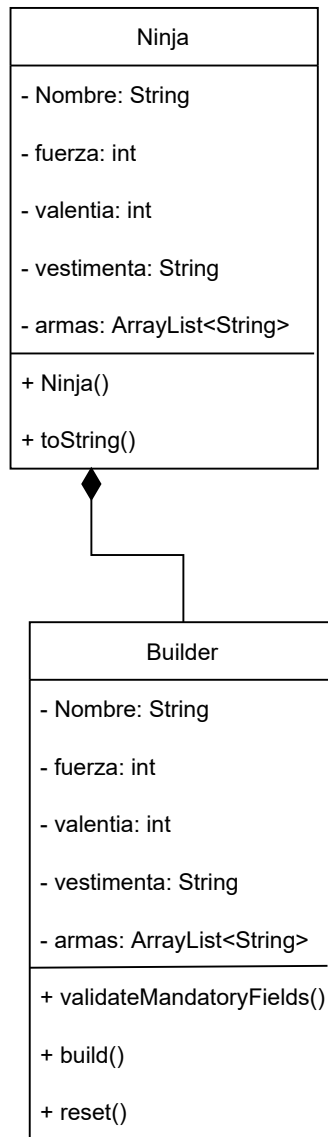 Ninja
- Nombre: String
- fuerza: int
- valentia: int
- vestimenta: String
- armas: ArrayList<String>
+ Ninja()
+ toString()
Builder
- Nombre: String
- fuerza: int
- valentia: int
- vestimenta: String
- armas: ArrayList<String>
+ validateMandatoryFields()
+ build()
+ reset()